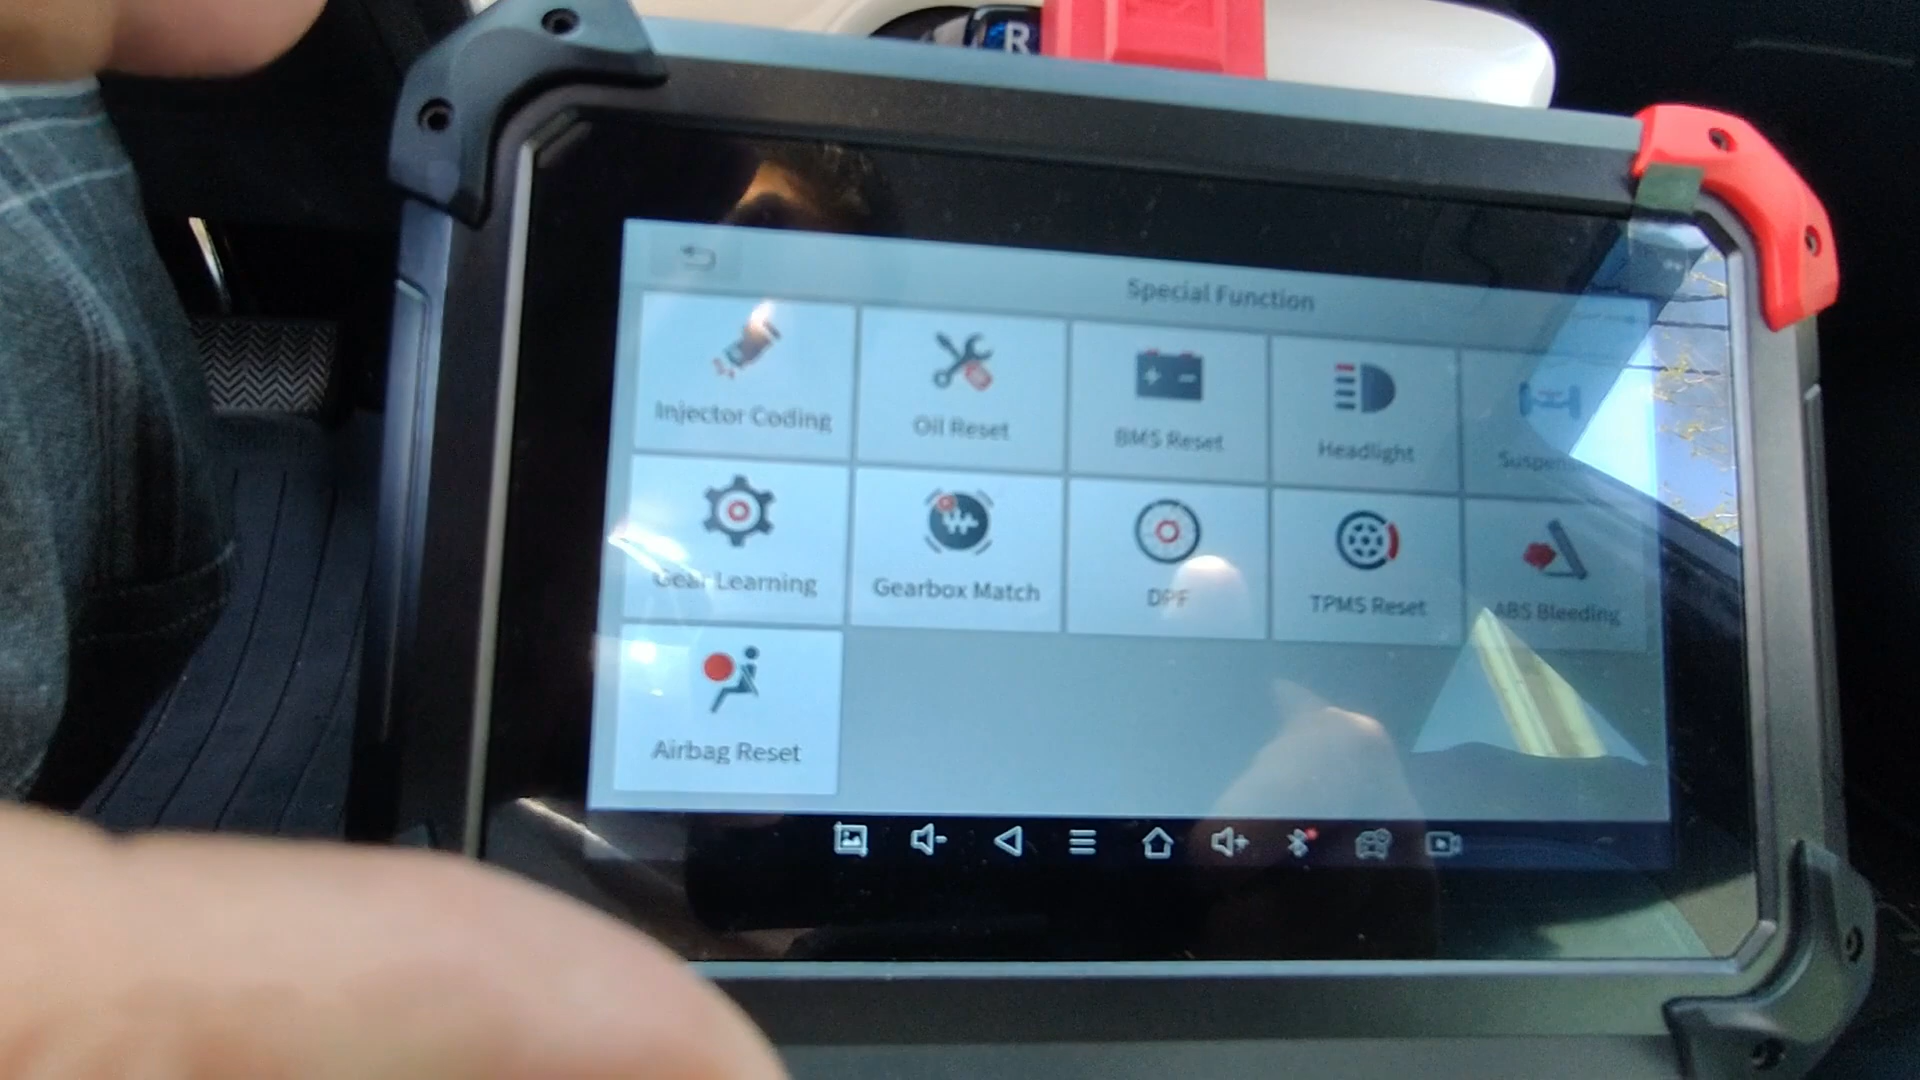 R
Special Function
Injector Coding
Oil Reset
BMS Reset
Headlight
Gear Learning
Gearbox Match
DPF
TPMS Reset
ABS Bleeding
Airbag Reset